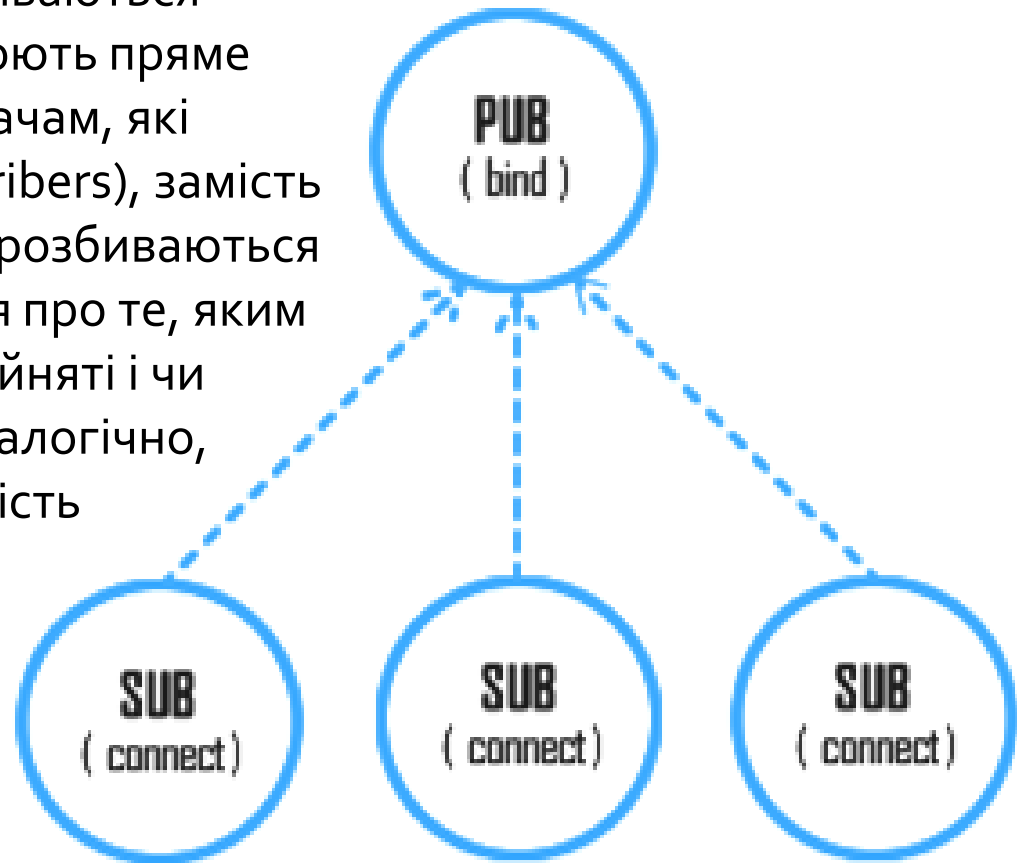 юють пряме
ачам, які
ribers), замість
розбиваються
я про те, яким
йняті і чи
алогічно,
ість
PUB
( bind )
SUB
( connect )
SUB
( connect )
SUB
( connect )